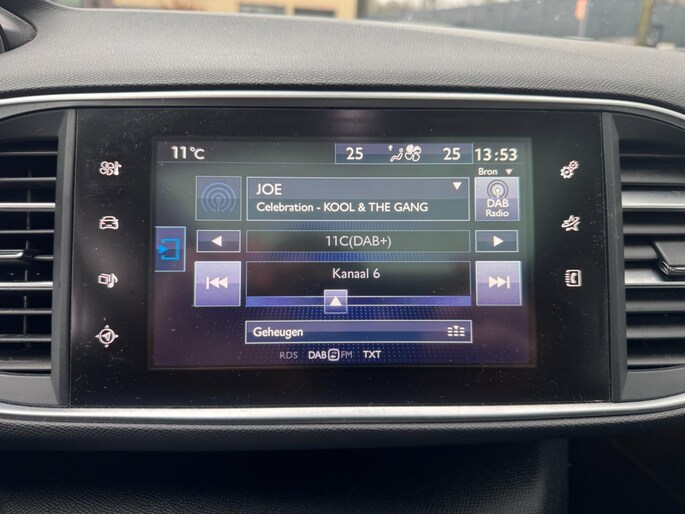 11°C 25 25 13:53
Bron
JOE
Celebration - KOOL & THE GANG
DAB
Radio
11C(DAB+)
Kanaal 6
Geheugen
RDS DAB FM TXT